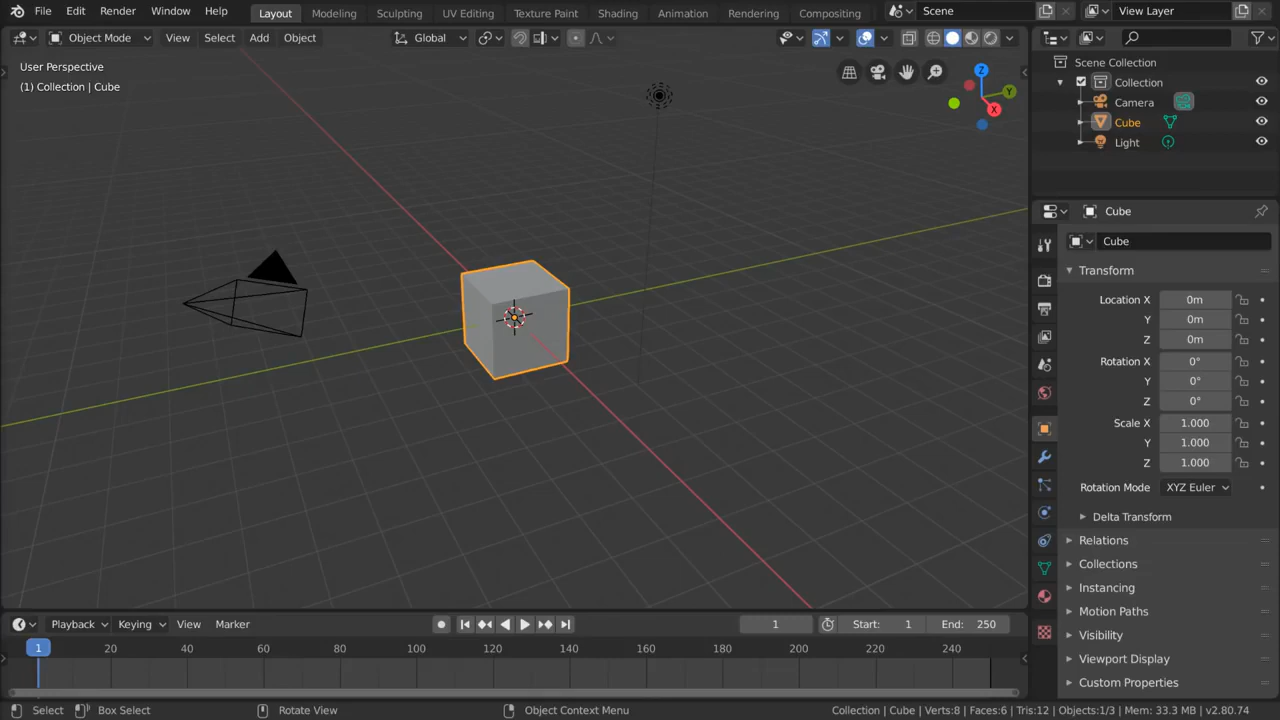 File Edit Render Window Help Layout Modeling Sculpting UV Editing Texture Paint Shading Animation Rendering Compositing Scene View Layer
Object Mode View Select Add Object Global
User Perspective
(1) Collection | Cube
Z
Y
X
Scene Collection
Collection
Camera
Cube
Light
Cube
Cube
Transform
Location X 0m
Y 0m
Z 0m
Rotation X 0°
Y 0°
Z 0°
Scale X 1.000
Y 1.000
Z 1.000
Rotation Mode XYZ Euler
Delta Transform
Relations
Collections
Instancing
Motion Paths
Visibility
Viewport Display
Custom Properties
Playback Keying View Marker 1 Start: 1 End: 250
1 20 40 60 80 100 120 140 160 180 200 220 240
Select Box Select Rotate View Object Context Menu Collection | Cube | Verts:8 | Faces:6 | Tris:12 | Objects:1/3 | Mem: 33.3 MB | v2.80.74